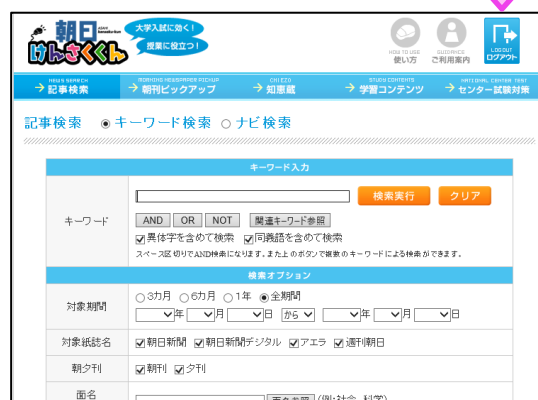 朝日けんさくくん
大学入試に効く!
授業に役立つ!
HOW TO USE
使い方
GUIDANCE
ご利用案内
LOGOUT
ログアウト
NEWS SEARCH
記事検索
MORNING NEWSPAPER PICKUP
朝刊ピックアップ
CHIEZO
知恵蔵
STUDY CONTENTS
学習コンテンツ
NATIONAL CENTER TEST
センター試験対策
記事検索 キーワード検索 ナビ検索
キーワード入力
検索実行 クリア
キーワード
AND OR NOT 関連キーワード参照
異体字を含めて検索 同義語を含めて検索
スペース区切りでAND検索になります。また上のボタンで複数のキーワードによる検索ができます。
検索オプション
対象期間
3カ月 6カ月 1年 全期間
年 月 日 から 年 月 日
対象紙誌名 朝日新聞 朝日新聞デジタル アエラ 週刊朝日
朝夕刊 朝刊 夕刊
面名
面名参照 (例:社会 科学)